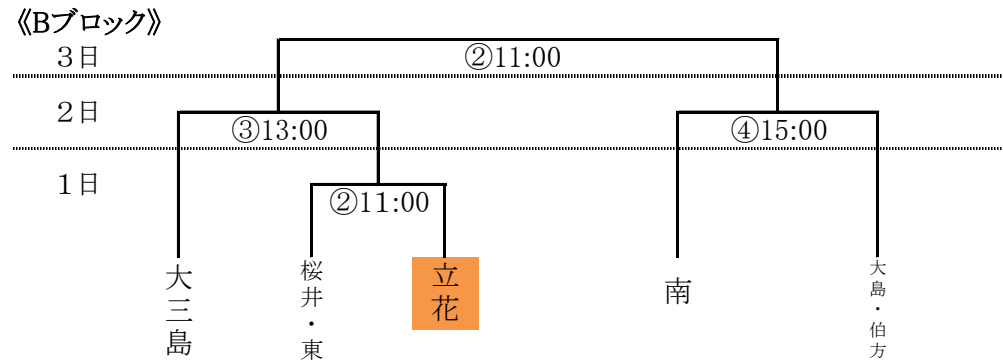 《Bブロック》
3日
②11:00
2日
③13:00
④15:00
1日
②11:00
大三島
桜井・東
立花
南
大島・伯方